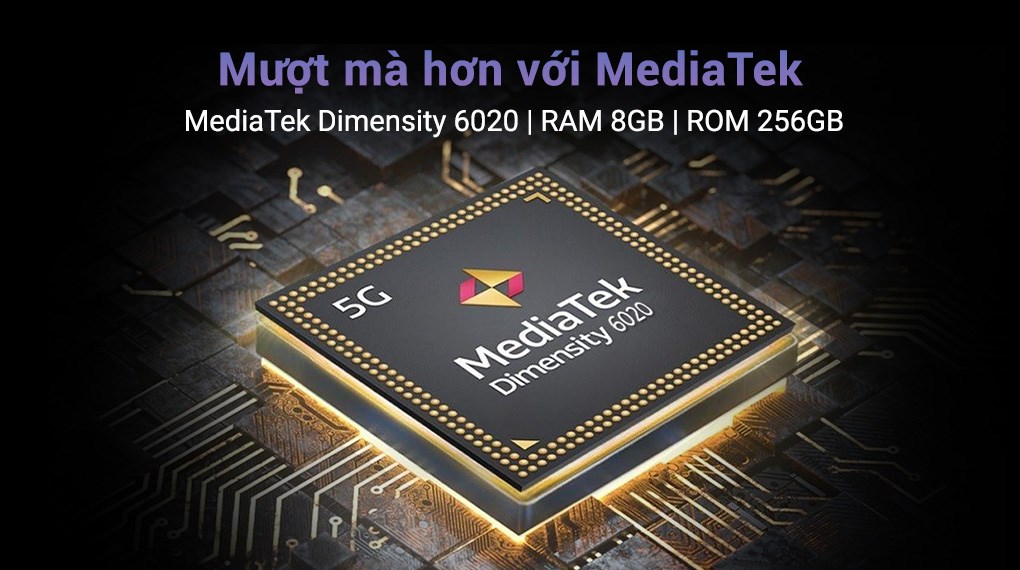 Mượt mà hơn với MediaTek
MediaTek Dimensity 6020 | RAM 8GB | ROM 256GB
5G
MediaTek
Dimensity 6020